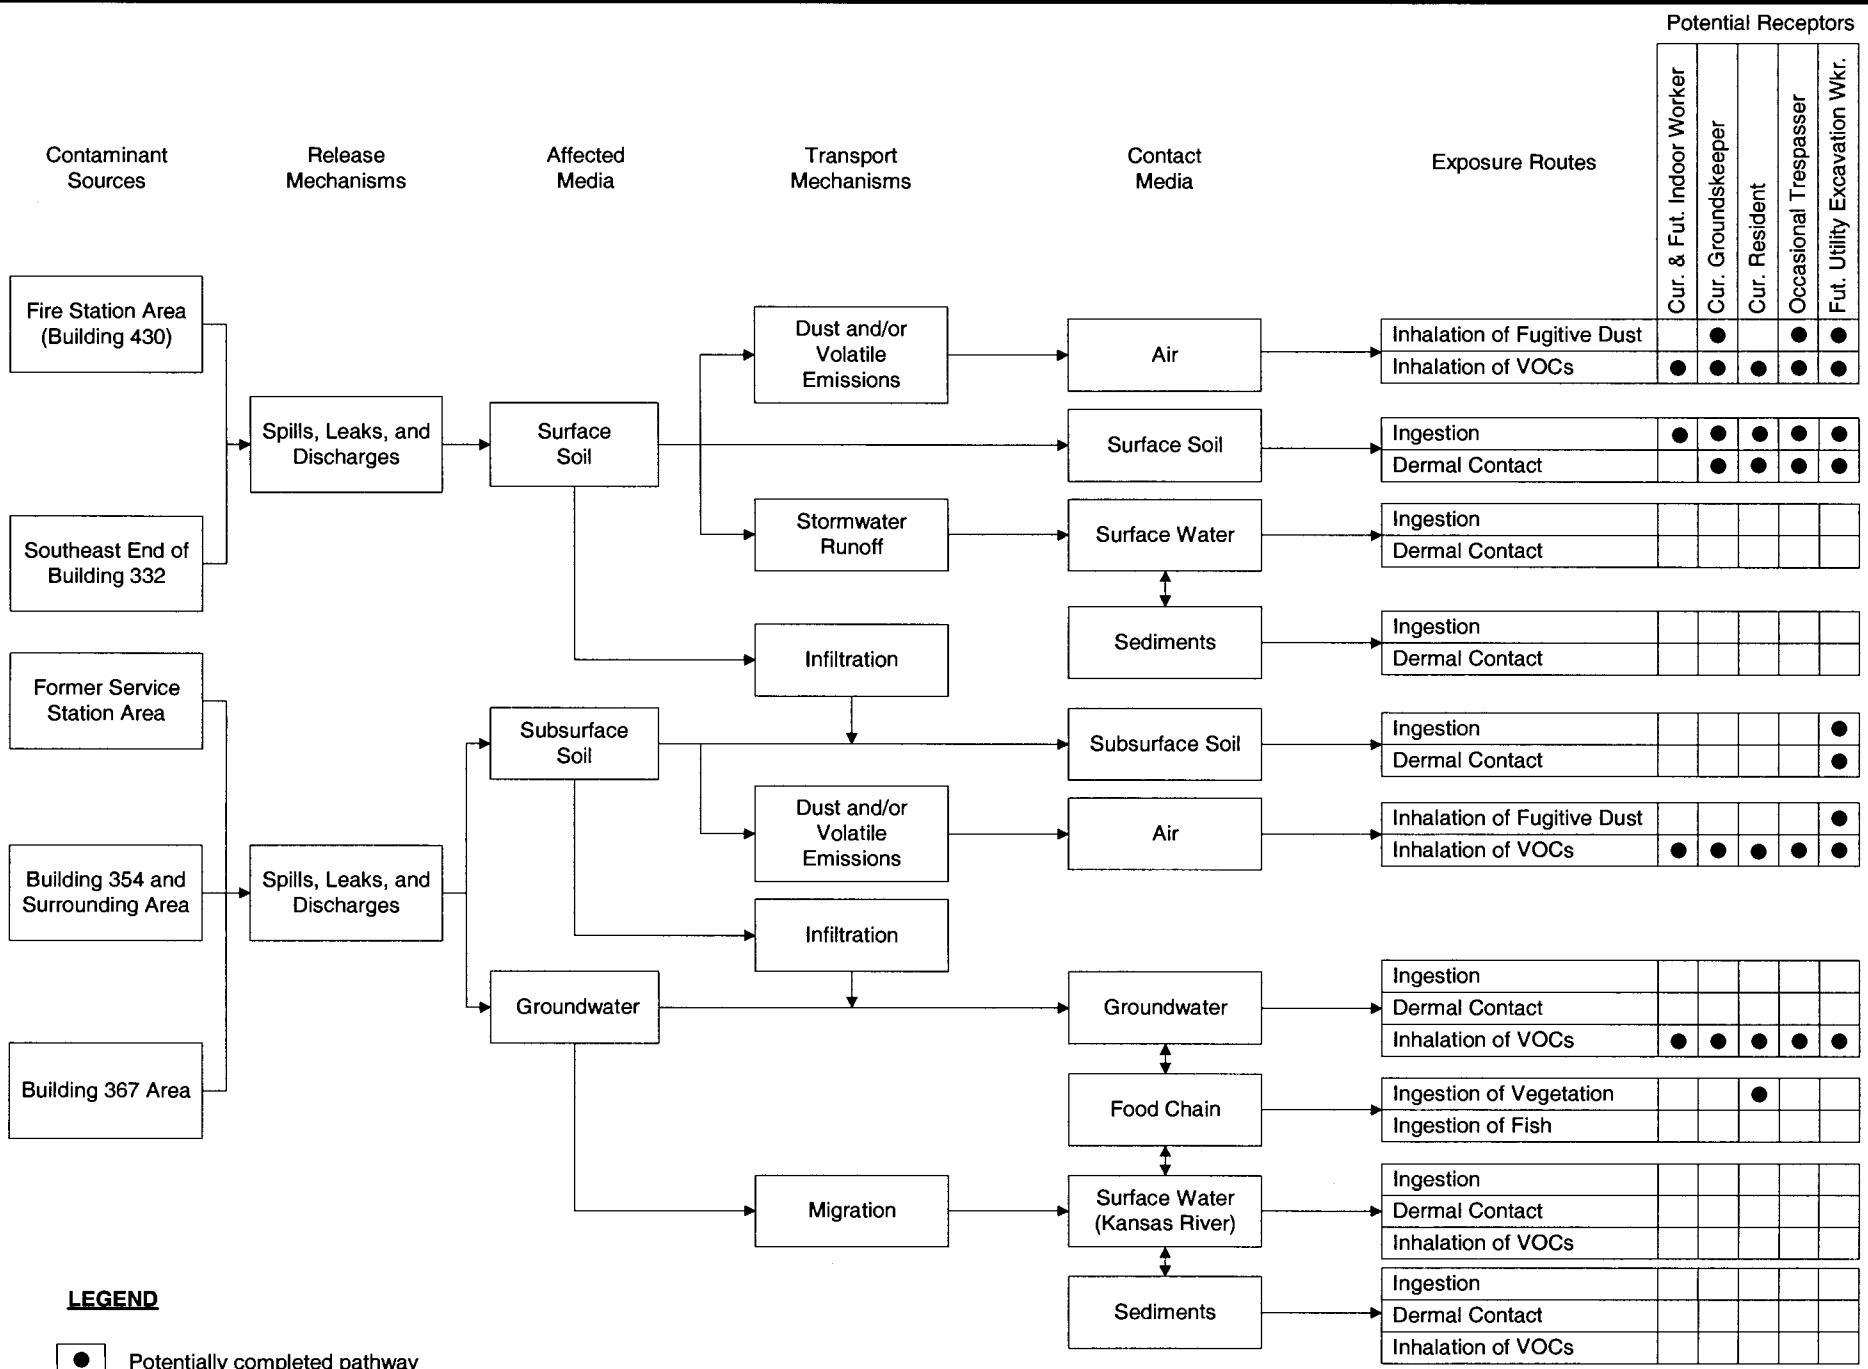 Potential Receptors
Cur. & Fut. Indoor Worker
Cur. Groundskeeper
Cur. Resident
Occasional Trespasser
Fut. Utility Excavation Wkr.
Contaminant
Sources
Release
Mechanisms
Affected
Media
Transport
Mechanisms
Contact
Media
Exposure Routes
Fire Station Area
(Building 430)
Southeast End of
Building 332
Former Service
Station Area
Building 354 and
Surrounding Area
Building 367 Area
Spills, Leaks, and
Discharges
Spills, Leaks, and
Discharges
Surface
Soil
Subsurface
Soil
Groundwater
Dust and/or
Volatile
Emissions
Stormwater
Runoff
Infiltration
Dust and/or
Volatile
Emissions
Infiltration
Migration
Air
Surface Soil
Surface Water
Sediments
Subsurface Soil
Air
Groundwater
Food Chain
Surface Water
(Kansas River)
Sediments
Inhalation of Fugitive Dust
Inhalation of VOCs
Ingestion
Dermal Contact
Ingestion
Dermal Contact
Ingestion
Dermal Contact
Ingestion
Dermal Contact
Inhalation of Fugitive Dust
Inhalation of VOCs
Ingestion
Dermal Contact
Inhalation of VOCs
Ingestion of Vegetation
Ingestion of Fish
Ingestion
Dermal Contact
Inhalation of VOCs
Ingestion
Dermal Contact
Inhalation of VOCs
LEGEND
Potentially completed pathway